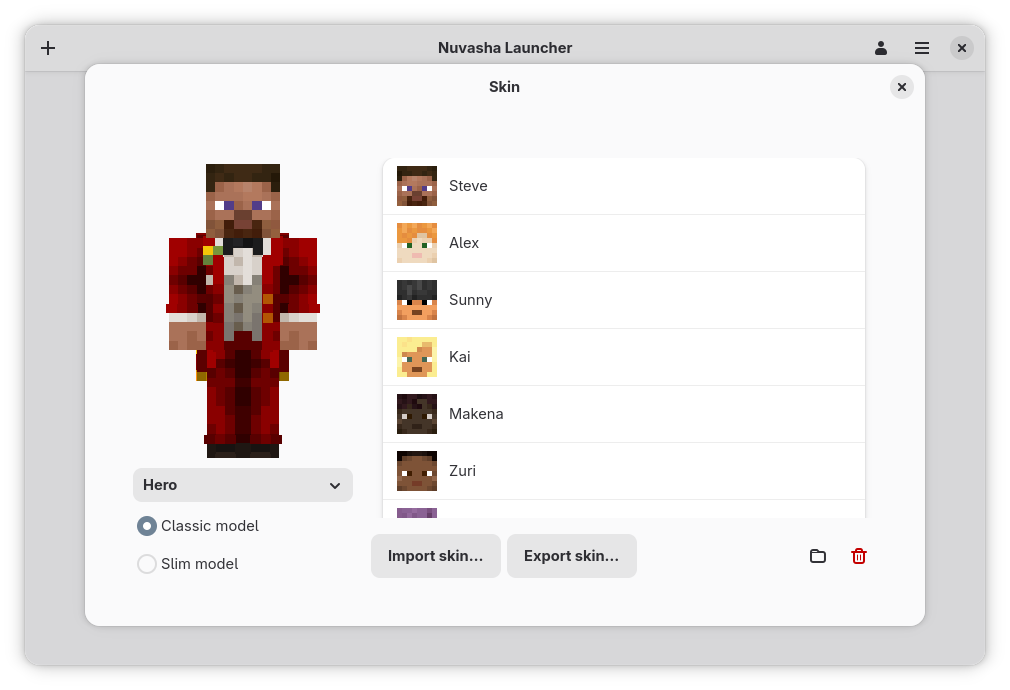 Nuvasha Launcher
Skin
Steve
Alex
Sunny
Kai
Makena
Zuri
Hero
Classic model
Slim model
Import skin...
Export skin...